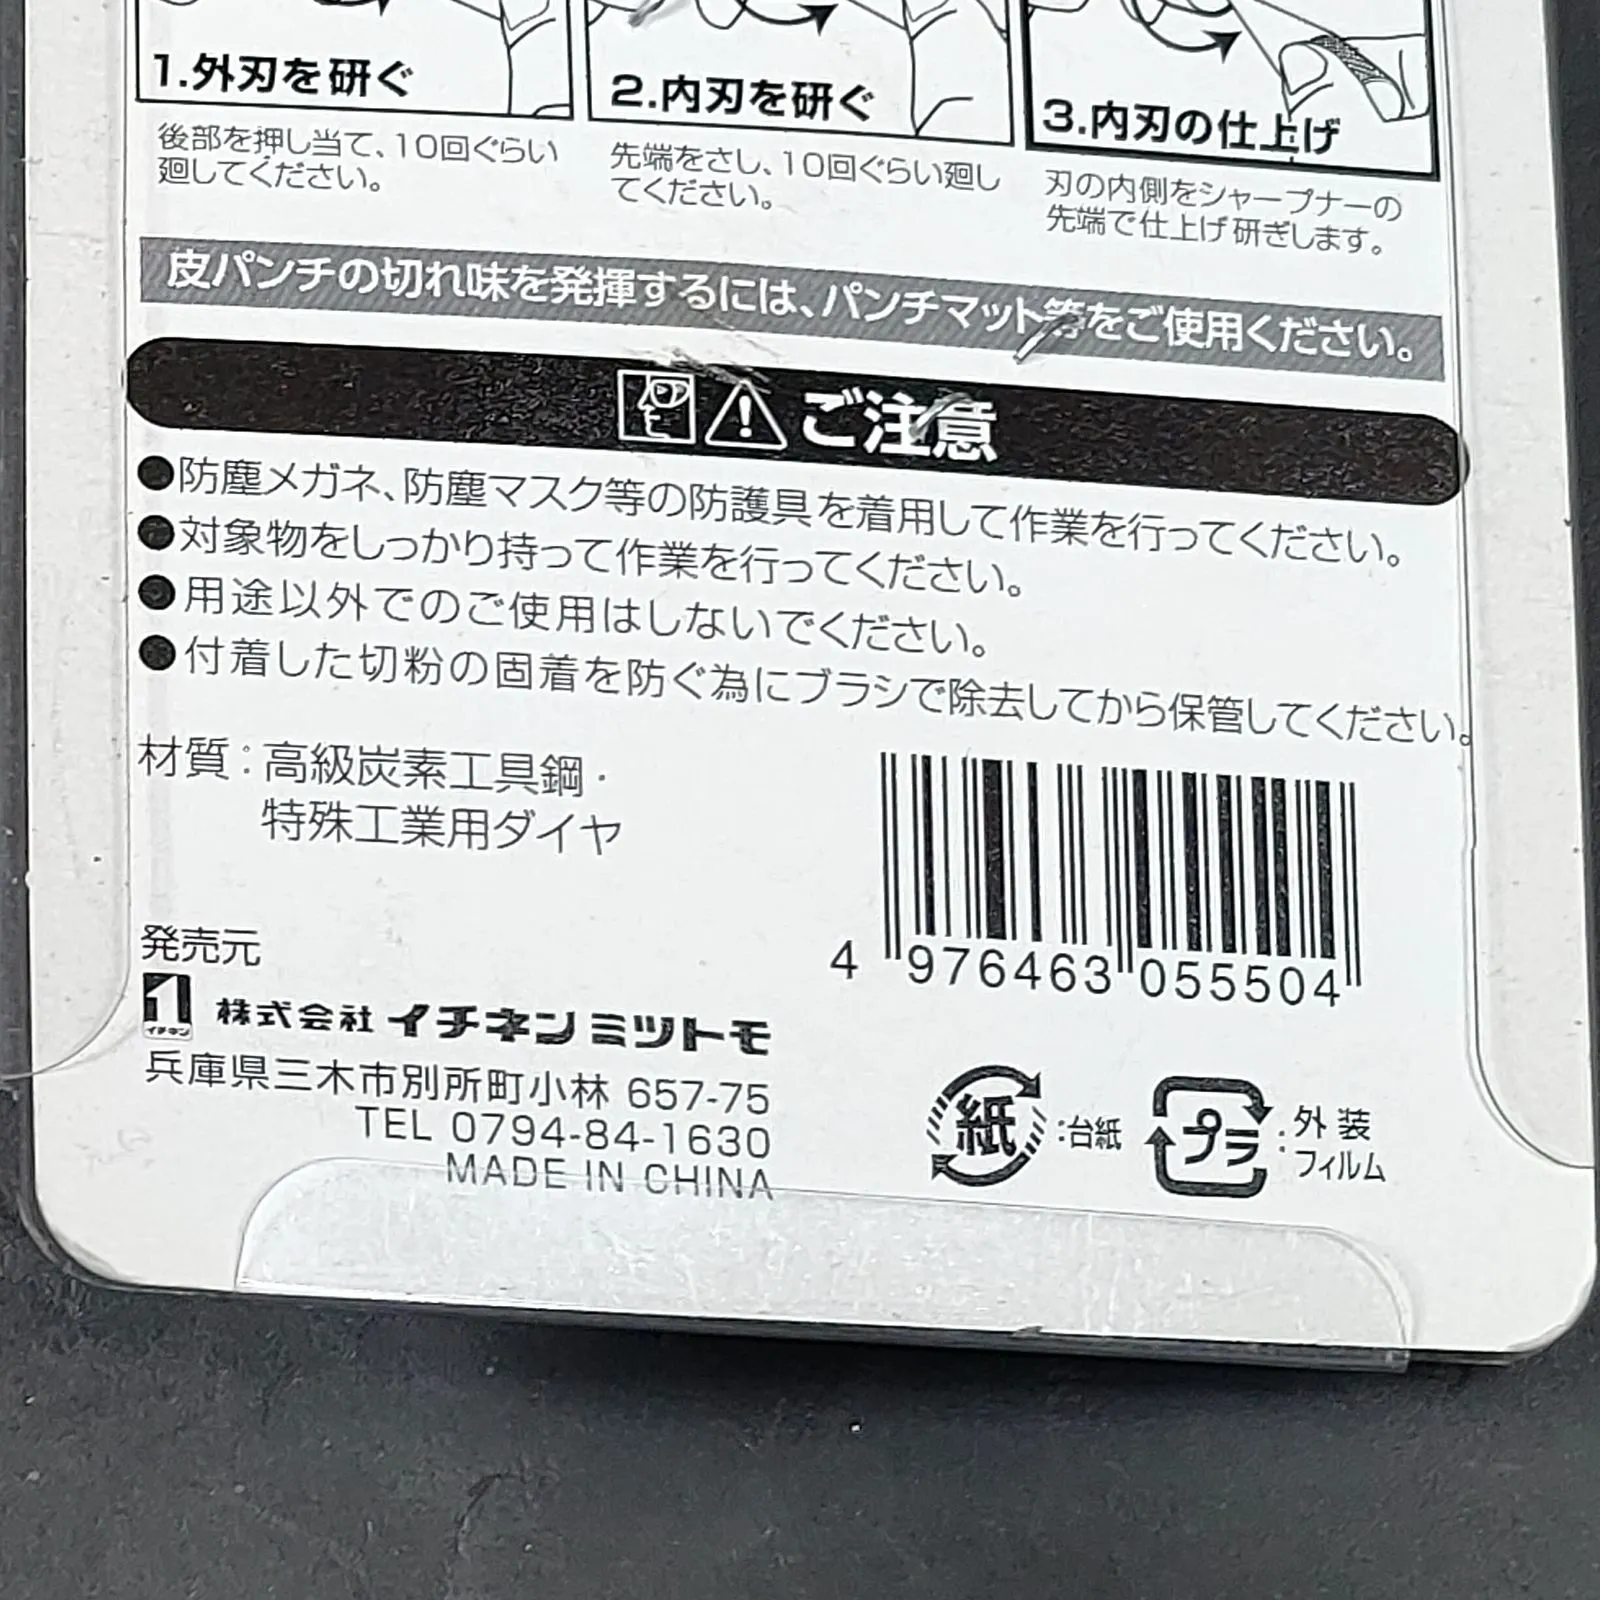 1.外刃を研ぐ
後部を押し当て、10回ぐらい
廻してください。
2.内刃を研ぐ
先端をさし、10回ぐらい廻し
てください。
3.内刃の仕上げ
刃の内側をシャープナーの
先端で仕上げ研ぎします。
皮パンチの切れ味を発揮するには、パンチマット等をご使用ください。
ご注意
●防塵メガネ、防塵マスク等の防護具を着用して作業を行ってください。
●対象物をしっかり持って作業を行ってください。
●用途以外でのご使用はしないでください。
●付着した切粉の固着を防ぐ為にブラシで除去してから保管してください。
材質:高級炭素工具鋼・
特殊工業用ダイヤ
4 976463 055504
発売元
イチネン
株式会社イチネンミツトモ
兵庫県三木市別所町小林 657-75
TEL 0794-84-1630
MADE IN CHINA
紙:台紙
プラ:外装
フィルム